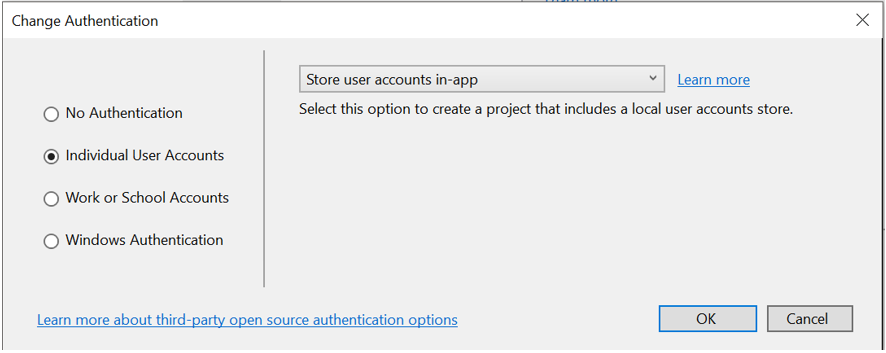 Change Authentication
Store user accounts in-app
Learn more
Select this option to create a project that includes a local user accounts store.
No Authentication
Individual User Accounts
Work or School Accounts
Windows Authentication
Learn more about third-party open source authentication options
OK
Cancel